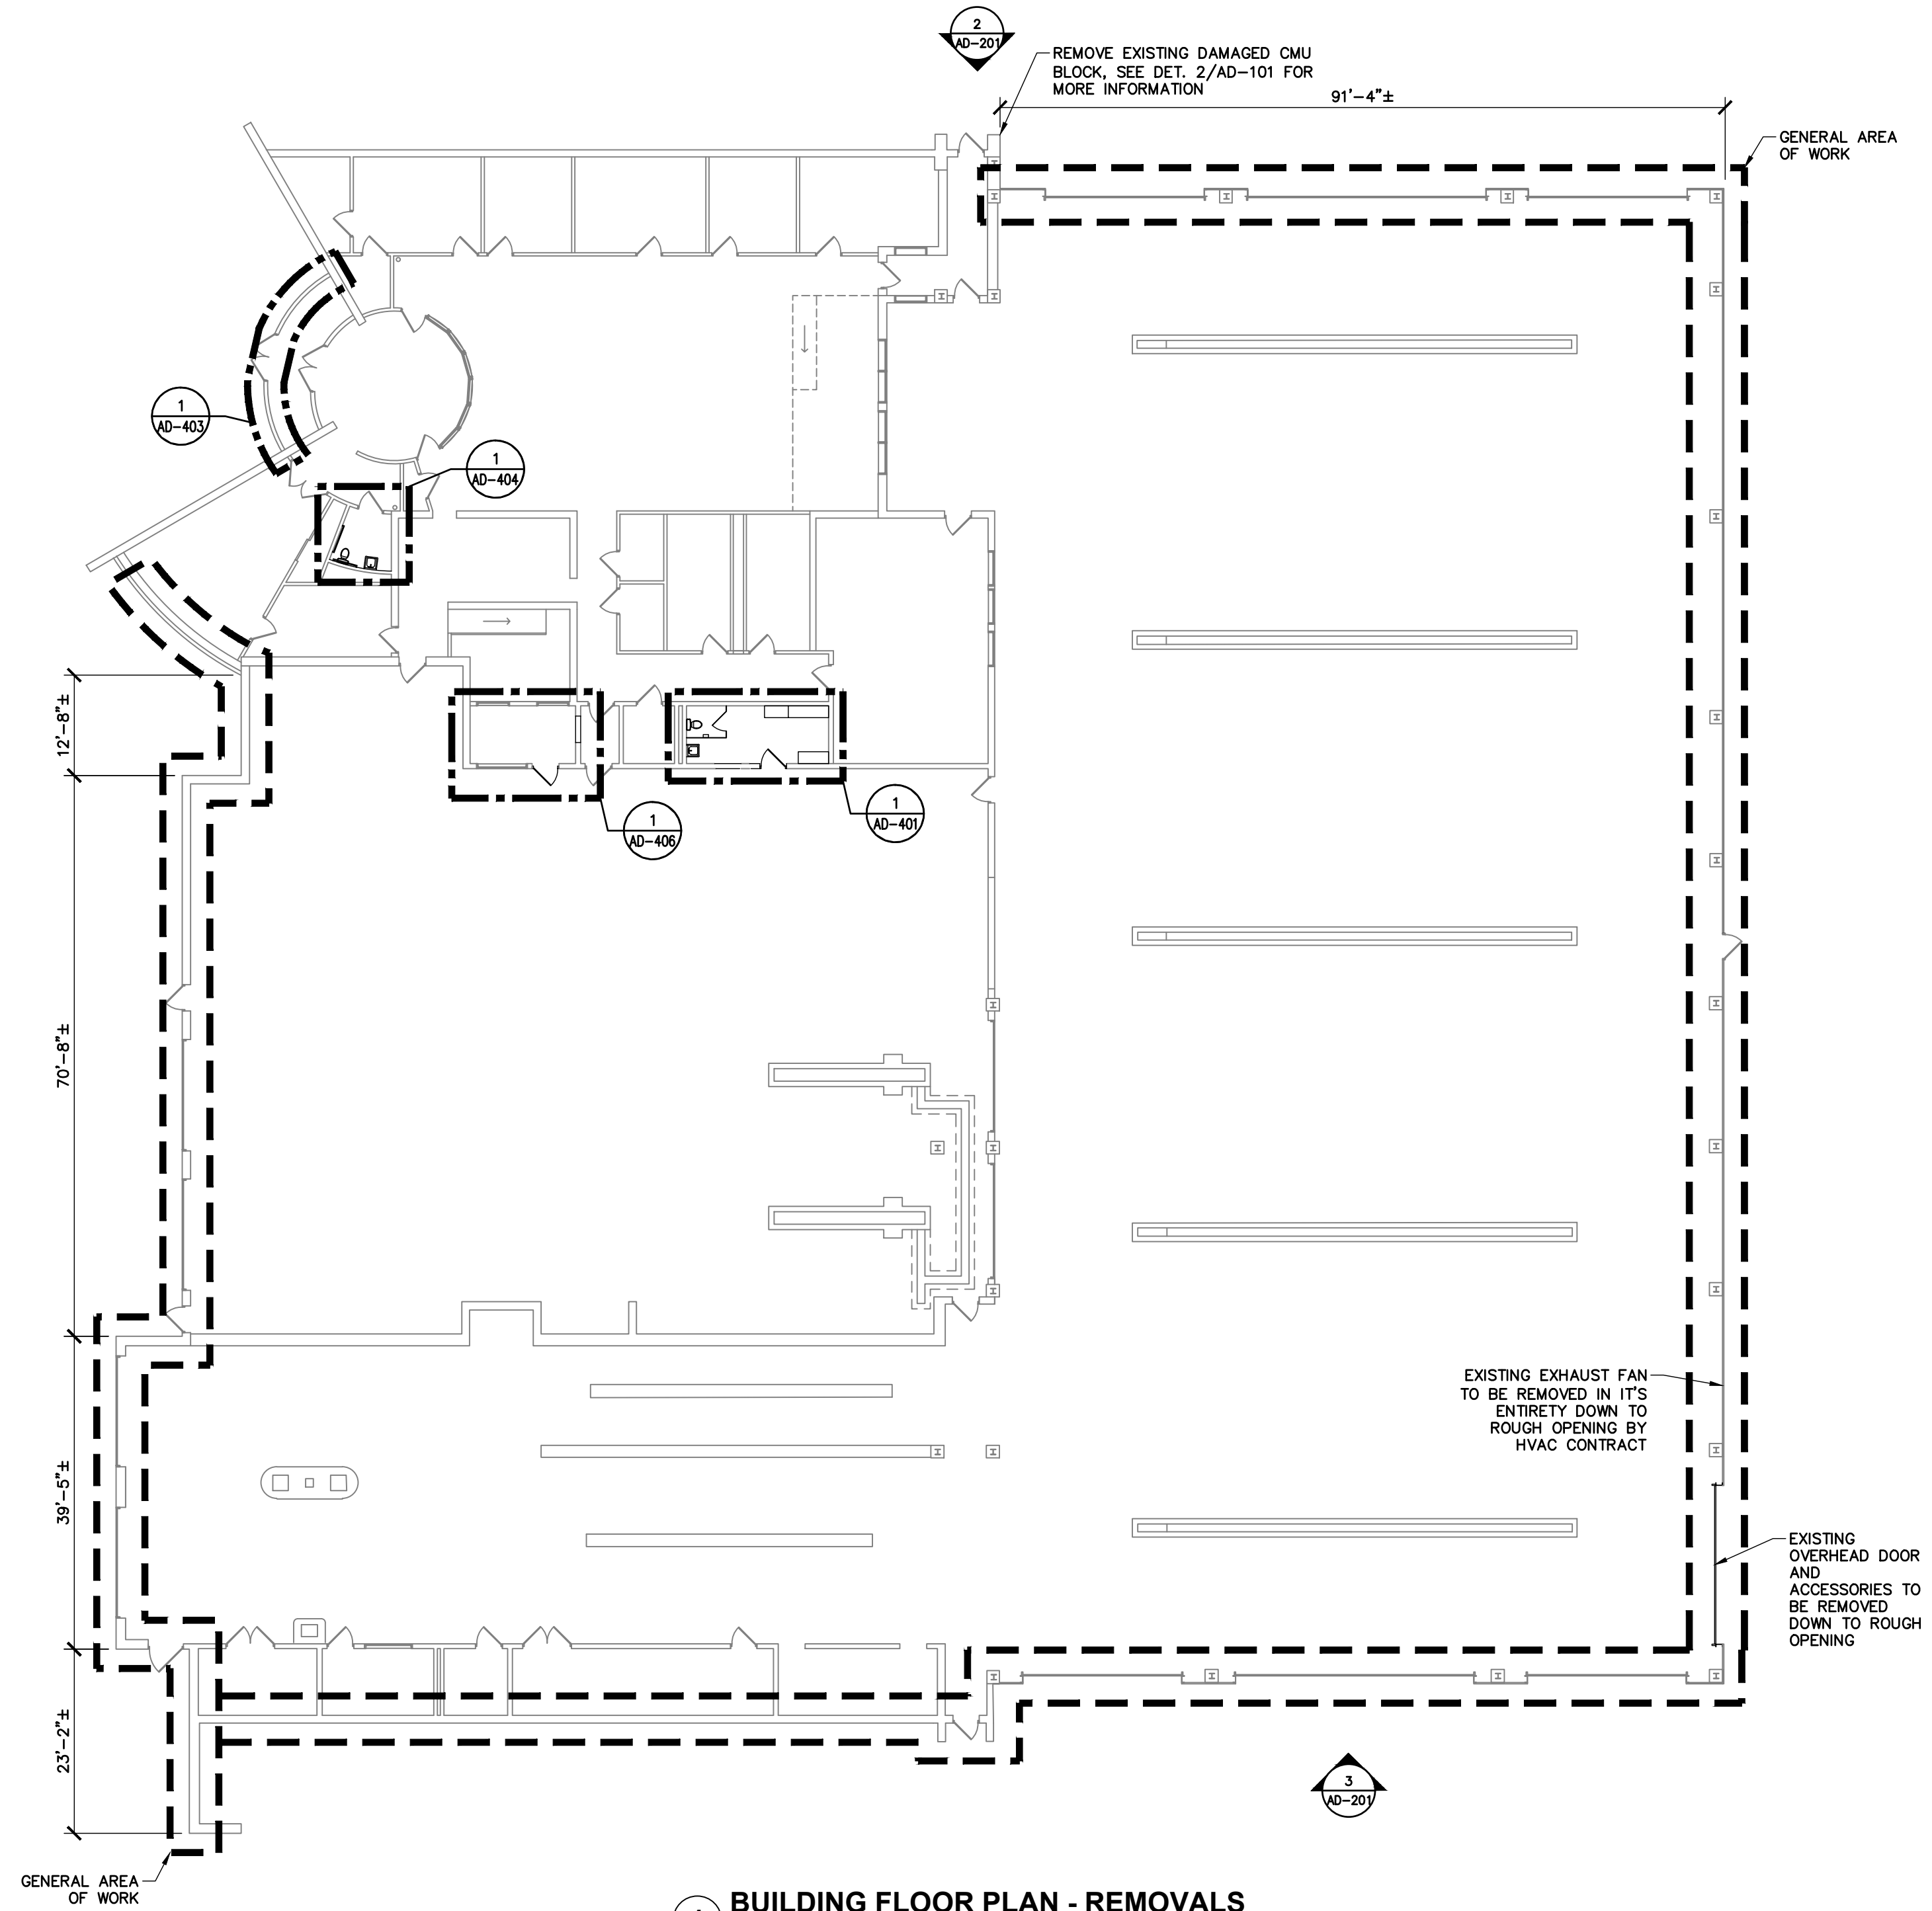 2
AD-201
REMOVE EXISTING DAMAGED CMU
BLOCK, SEE DET. 2/AD-101 FOR
MORE INFORMATION
91'-4"±
GENERAL AREA
OF WORK
1
AD-403
1
AD-404
12'-8"±
1
AD-406
1
AD-401
70'-8"±
EXISTING EXHAUST FAN
TO BE REMOVED IN IT'S
ENTIRETY DOWN TO
ROUGH OPENING BY
HVAC CONTRACT
39'-5"±
EXISTING
OVERHEAD DOOR
AND
ACCESSORIES TO
BE REMOVED
DOWN TO ROUGH
OPENING
23'-2"±
3
AD-201
GENERAL AREA
OF WORK
BUILDING FLOOR PLAN - REMOVALS